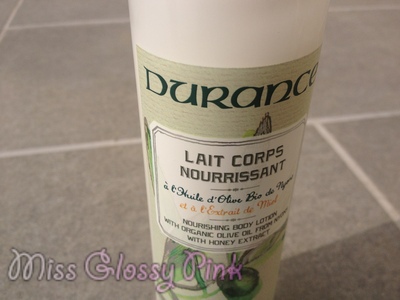 DURANCE
LAIT CORPS
NOURRISSANT
à l'Huile d'Olive Bio de Nyons
et à l'Extrait de Miel
NOURISHING BODY LOTION
WITH ORGANIC OLIVE OIL FROM
WITH HONEY EXTRACT
Miss Glossy Pink